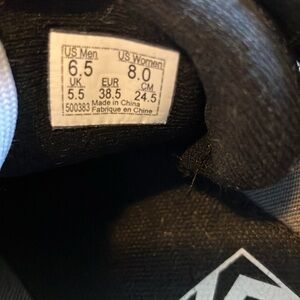 US Men US Women
6.5 8.0
UK EUR CM
5.5 38.5 24.5
500383 Made in China
Fabriqué en Chine